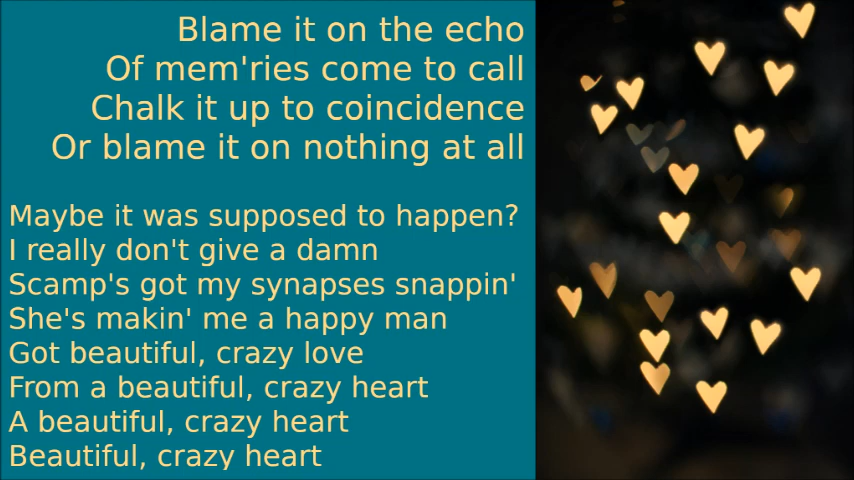 Blame it on the echo
Of mem'ries come to call
Chalk it up to coincidence
Or blame it on nothing at all
Maybe it was supposed to happen?
I really don't give a damn
Scamp's got my synapses snappin'
She's makin' me a happy man
Got beautiful, crazy love
From a beautiful, crazy heart
A beautiful, crazy heart
Beautiful, crazy heart